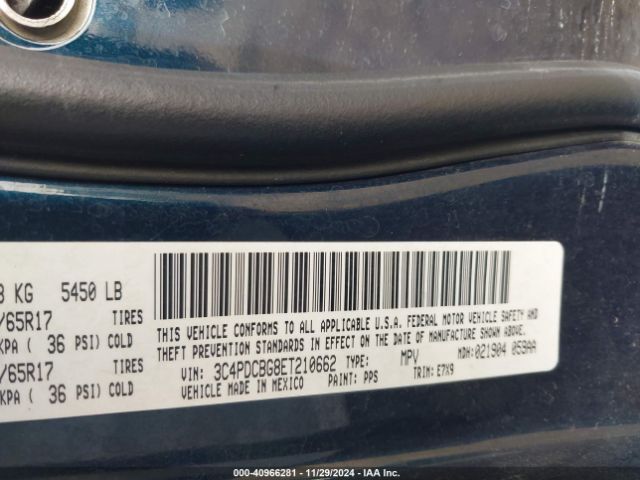 8 KG 5450 LB
/65R17 TIRES
KPA ( 36 PSI) COLD
/65R17 TIRES
KPA ( 36 PSI) COLD
THIS VEHICLE CONFORMS TO ALL APPLICABLE U.S.A. FEDERAL MOTOR VEHICLE SAFETY AND
THEFT PREVENTION STANDARDS IN EFFECT ON THE DATE OF MANUFACTURE SHOWN ABOVE.
VIN: 3C4PDCBG8ET210662 TYPE: MPV MDH:021904 059AA
VEHICLE MADE IN MEXICO PAINT: PPS TRIM: E7X9
000-40966281 - 11/29/2024 - IAA Inc.